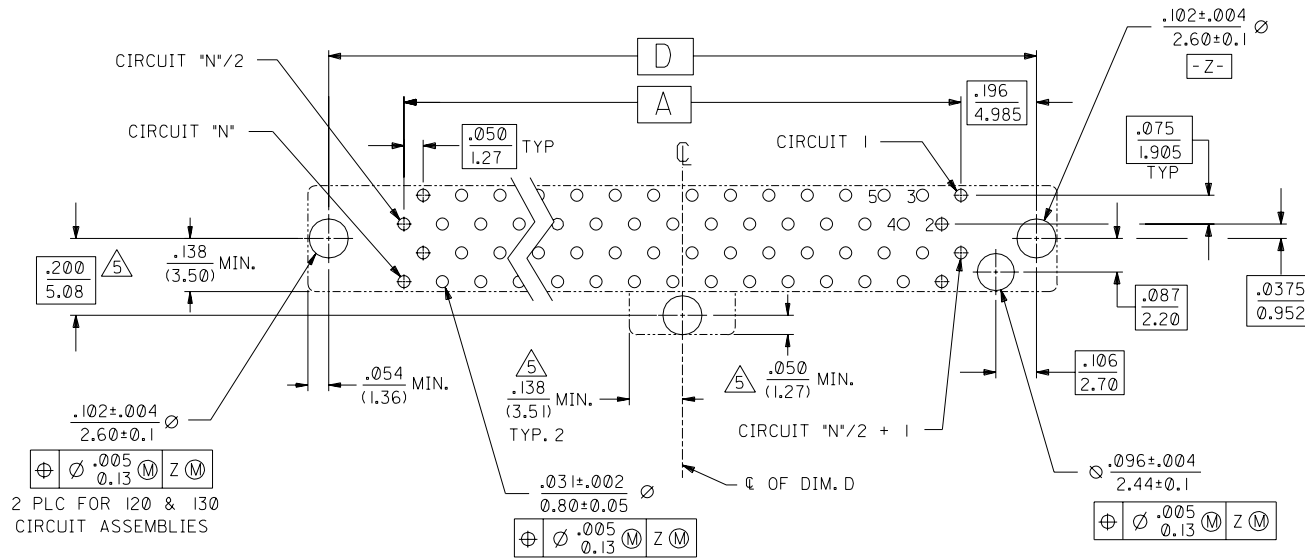 .102±.004
2.60±0.1 Ø
-Z-
CIRCUIT "N"/2
D
A
.196
4.985
CIRCUIT "N"
.050
1.27
TYP
℄
CIRCUIT 1
.075
1.905
TYP
5 3
4 2
.200
5.08
5
.138
(3.50)
MIN.
.087
2.20
.0375
0.952
.054
(1.36)
MIN.
5
.138
(3.51)
MIN.
TYP. 2
5
.050
(1.27)
MIN.
.106
2.70
CIRCUIT "N"/2 + 1
.102±.004
2.60±0.1 Ø
⌖ Ø .005
0.13 Ⓜ Z Ⓜ
2 PLC FOR 120 & 130
CIRCUIT ASSEMBLIES
.031±.002
0.80±0.05 Ø
⌖ Ø .005
0.13 Ⓜ Z Ⓜ
℄ OF DIM. D
Ø .096±.004
2.44±0.1
⌖ Ø .005
0.13 Ⓜ Z Ⓜ